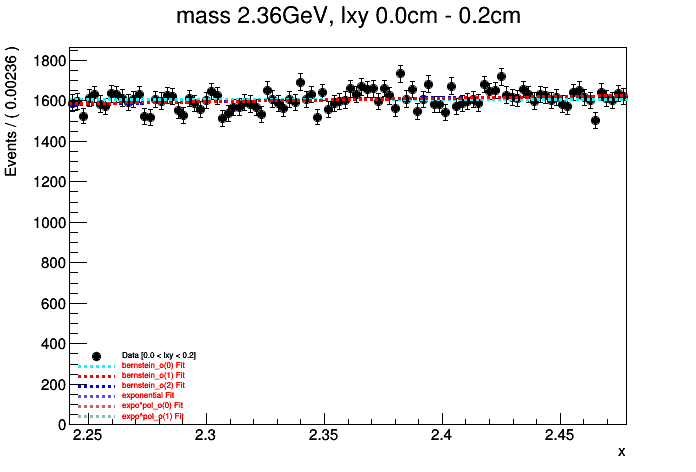 mass 2.36GeV, lxy 0.0cm - 0.2cm
Events / ( 0.00236 )
1800
1600
1400
1200
1000
800
600
400
200
0
Data [0.0 < lxy < 0.2]
bernstein_o(0) Fit
bernstein_o(1) Fit
bernstein_o(2) Fit
exponential Fit
expo*pol_o(0) Fit
expo*pol_o(1) Fit
2.25 2.3 2.35 2.4 2.45
x